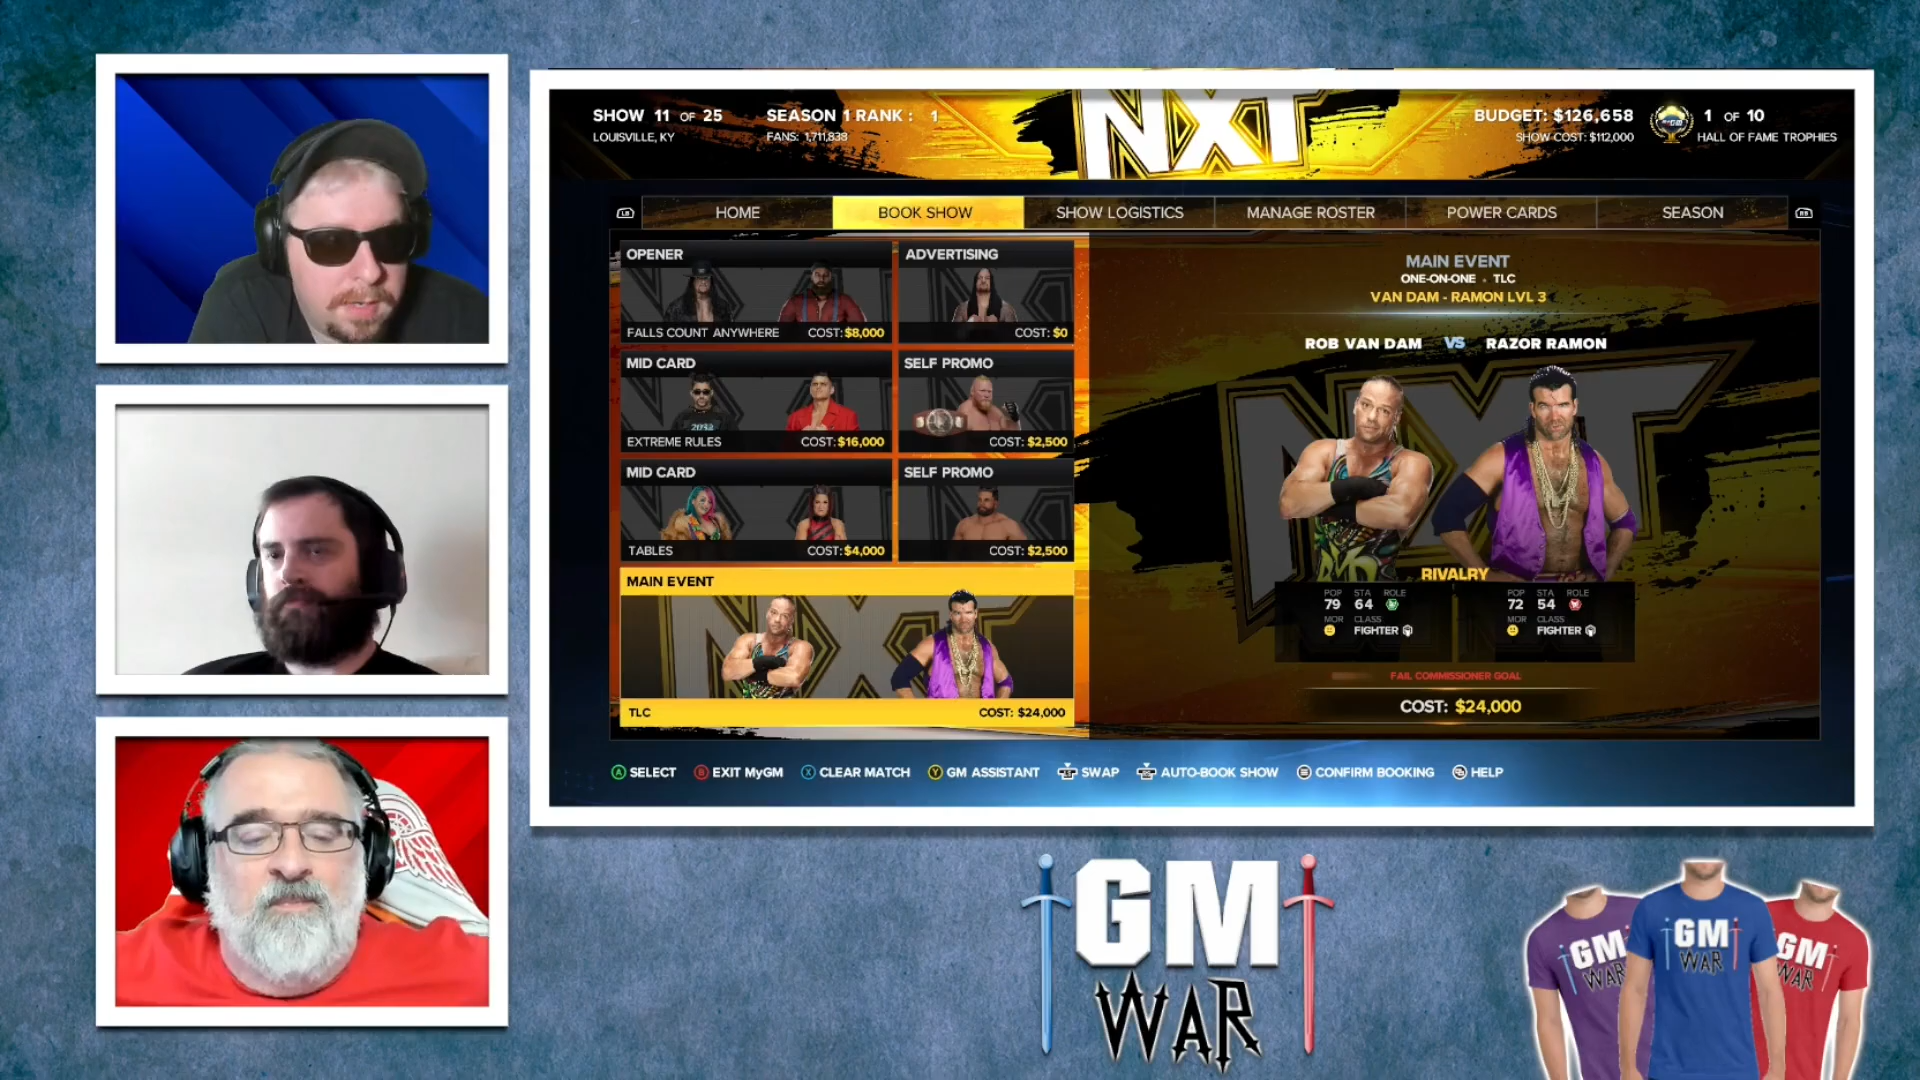 SHOW 11 OF 25
LOUISVILLE, KY
SEASON 1 RANK : 1
FANS: 1,711,838
NXT
BUDGET: $126,658
SHOW COST: $112,000
1 OF 10
HALL OF FAME TROPHIES
LB
HOME
BOOK SHOW
SHOW LOGISTICS
MANAGE ROSTER
POWER CARDS
SEASON
RB
OPENER
FALLS COUNT ANYWHERE
COST: $8,000
ADVERTISING
COST: $0
MID CARD
EXTREME RULES
COST: $16,000
SELF PROMO
COST: $2,500
MID CARD
TABLES
COST: $4,000
SELF PROMO
COST: $2,500
MAIN EVENT
TLC
COST: $24,000
MAIN EVENT
ONE-ON-ONE - TLC
VAN DAM - RAMON LVL 3
ROB VAN DAM VS RAZOR RAMON
RIVALRY
POP STA ROLE
79 64
MOR CLASS
FIGHTER
POP STA ROLE
72 54
MOR CLASS
FIGHTER
FAIL COMMISSIONER GOAL
COST: $24,000
A SELECT
B EXIT MyGM
X CLEAR MATCH
Y GM ASSISTANT
SWAP
AUTO-BOOK SHOW
CONFIRM BOOKING
HELP
GM
WAR
GM
WAR
GM
WAR
GM
WAR